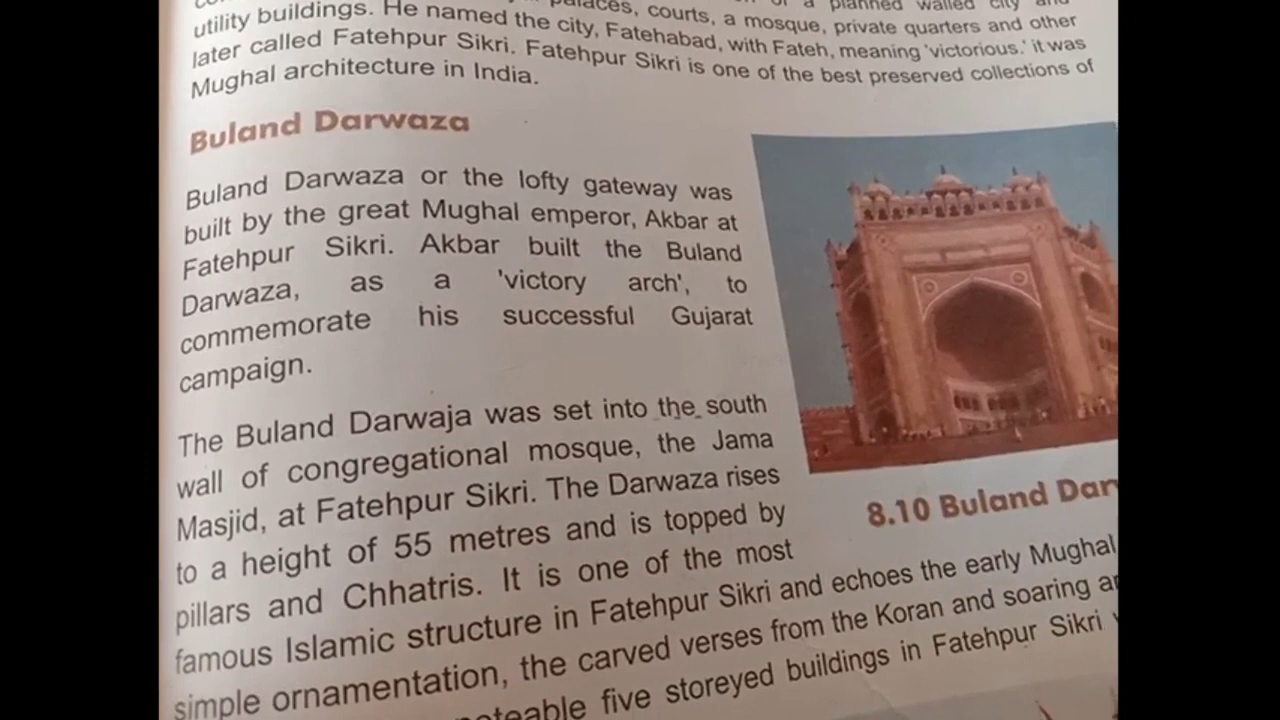 a planned walled city and
palaces, courts, a mosque, private quarters and other
utility buildings. He named the city, Fatehabad, with Fateh, meaning 'victorious.' it was
later called Fatehpur Sikri. Fatehpur Sikri is one of the best preserved collections of
Mughal architecture in India.
Buland Darwaza
Buland Darwaza or the lofty gateway was
built by the great Mughal emperor, Akbar at
Fatehpur Sikri. Akbar built the Buland
Darwaza, as a 'victory arch', to
commemorate his successful Gujarat
campaign.
The Buland Darwaja was set into the south
wall of congregational mosque, the Jama
Masjid, at Fatehpur Sikri. The Darwaza rises
to a height of 55 metres and is topped by
pillars and Chhatris. It is one of the most
famous Islamic structure in Fatehpur Sikri and echoes the early Mughal
simple ornamentation, the carved verses from the Koran and soaring
five storeyed buildings in Fatehpur Sikri
8.10 Buland Dar